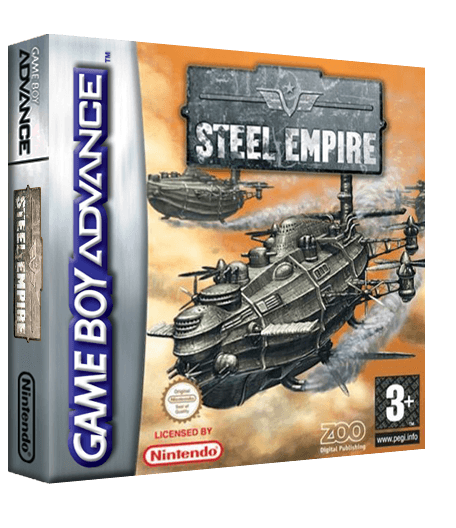 GAME BOY
ADVANCE
STEEL EMPIRE
Nintendo
GAME BOY ADVANCE
TM
STEEL EMPIRE
Original
Nintendo
Seal of
Quality
LICENSED BY
Nintendo
ZOO
Digital Publishing
3+
www.pegi.info